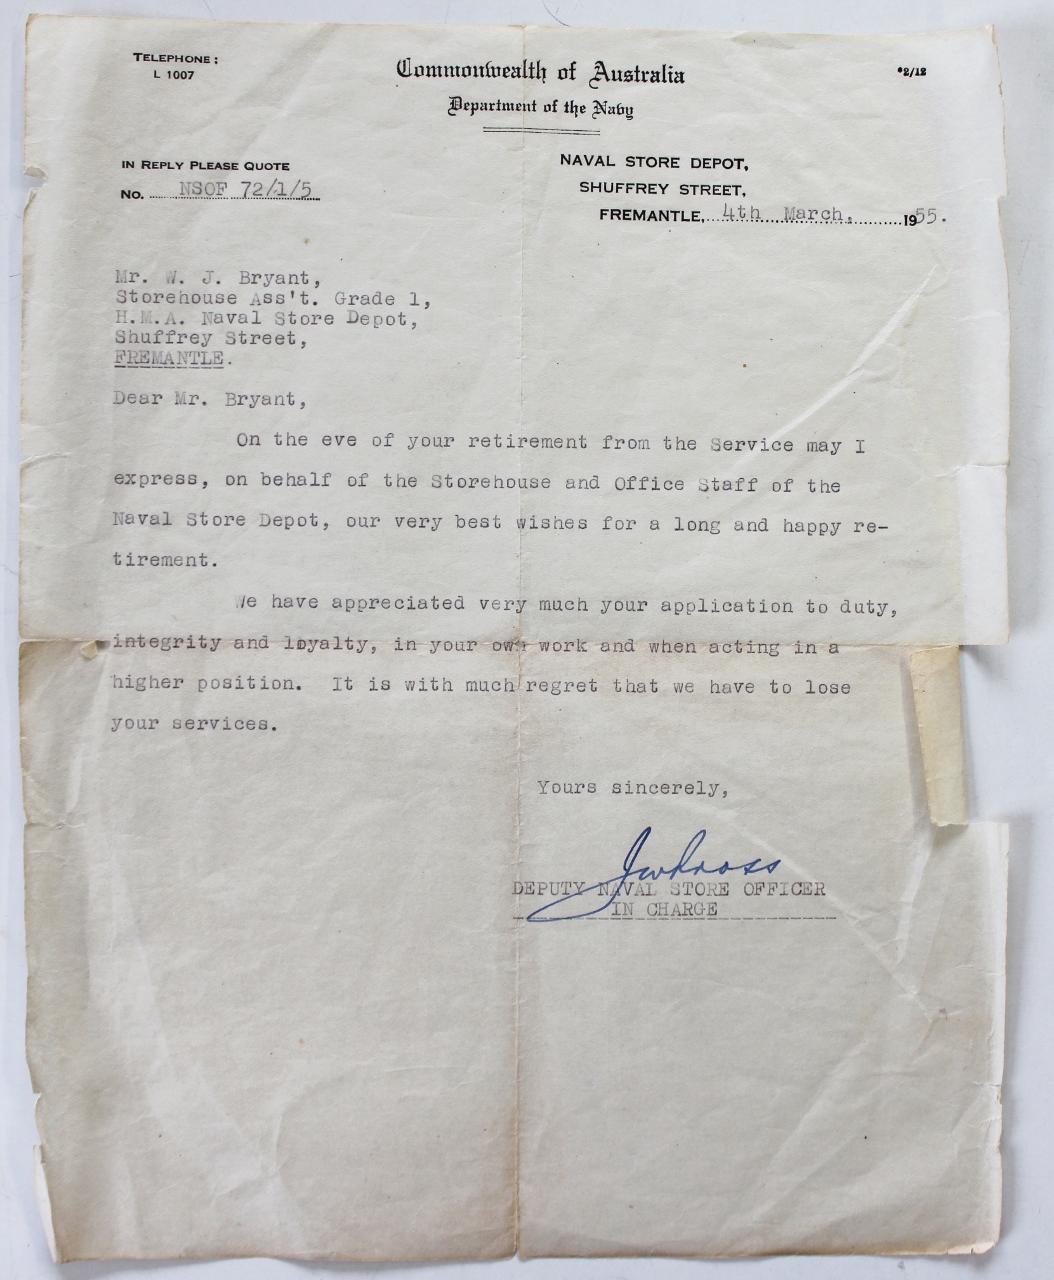 TELEPHONE:
L 1007
Commonwealth of Australia
*2/12
Department of the Navy
IN REPLY PLEASE QUOTE
No. NSOF 72/1/5
NAVAL STORE DEPOT,
SHUFFREY STREET,
FREMANTLE, 4th March, 1955.
Mr. W. J. Bryant,
Storehouse Ass't. Grade 1,
H.M.A. Naval Store Depot,
Shuffrey Street,
FREMANTLE.
Dear Mr. Bryant,
On the eve of your retirement from the Service may I
express, on behalf of the Storehouse and Office Staff of the
Naval Store Depot, our very best wishes for a long and happy re-
tirement.
We have appreciated very much your application to duty,
integrity and loyalty, in your own work and when acting in a
higher position. It is with much regret that we have to lose
your services.
Yours sincerely,
DEPUTY NAVAL STORE OFFICER
IN CHARGE